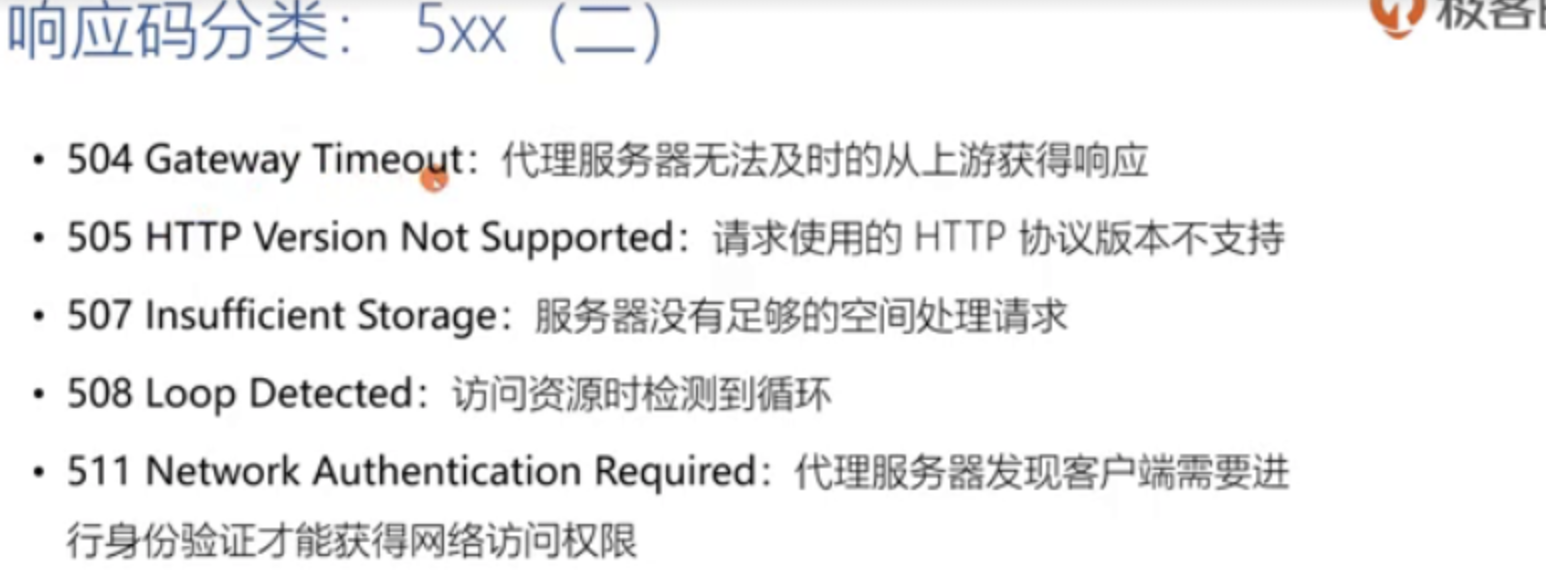 响应码分类： 5xx（二）
极客
• 504 Gateway Timeout：代理服务器无法及时的从上游获得响应
• 505 HTTP Version Not Supported：请求使用的 HTTP 协议版本不支持
• 507 Insufficient Storage：服务器没有足够的空间处理请求
• 508 Loop Detected：访问资源时检测到循环
• 511 Network Authentication Required：代理服务器发现客户端需要进
行身份验证才能获得网络访问权限